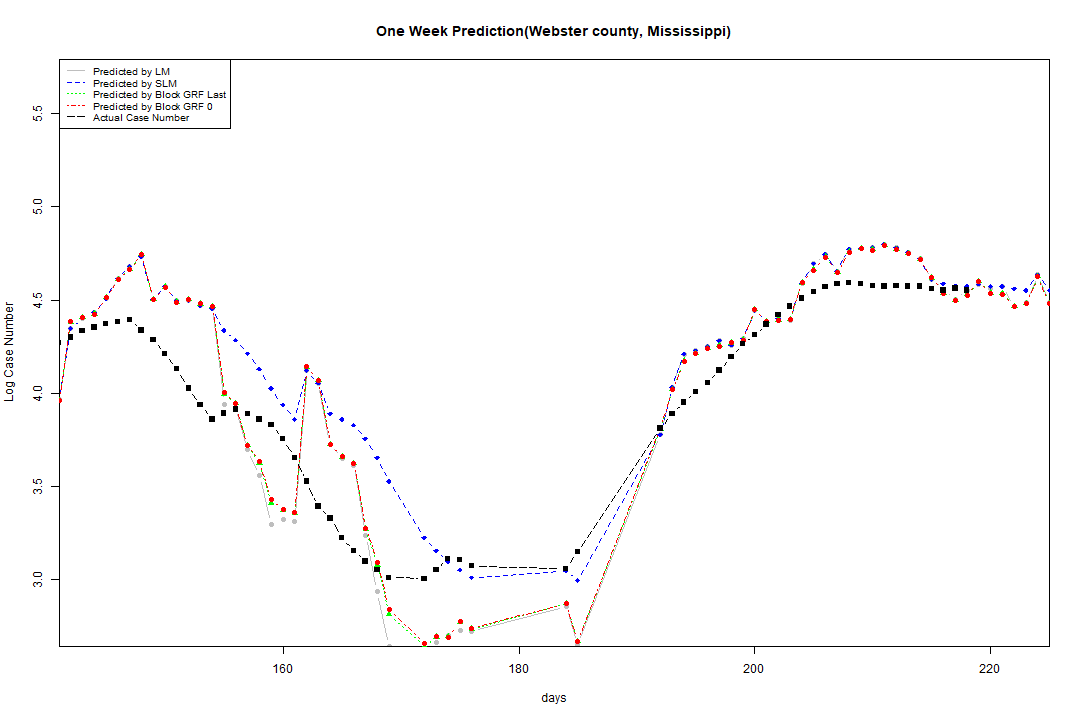 One Week Prediction(Webster county, Mississippi)
Predicted by LM
Predicted by SLM
Predicted by Block GRF Last
Predicted by Block GRF 0
Actual Case Number
5.5
5.0
4.5
4.0
3.5
3.0
Log Case Number
160
180
200
220
days